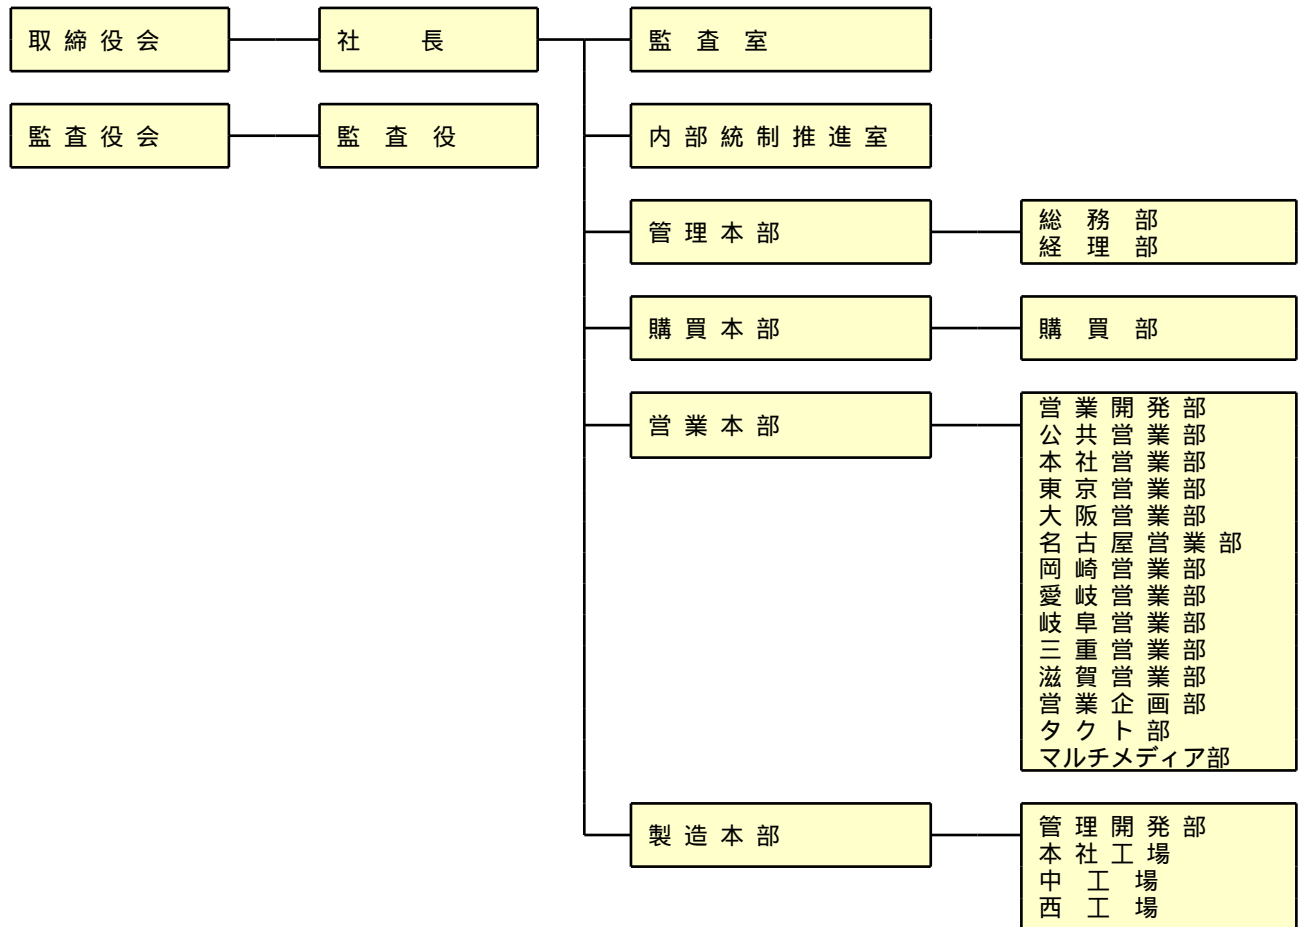 取締役会
社長
監査室
監査役会
監査役
内部統制推進室
管理本部
総務部
経理部
購買本部
購買部
営業本部
営業開発部
公共営業部
本社営業部
東京営業部
大阪営業部
名古屋営業部
岡崎営業部
愛岐営業部
岐阜営業部
三重営業部
滋賀営業部
営業企画部
タクト部
マルチメディア部
製造本部
管理開発部
本社工場
中工場
西工場